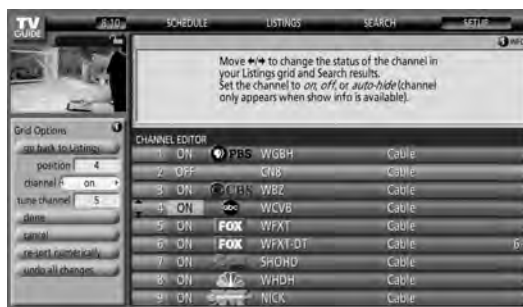 TV GUIDE
8:10
SCHEDULE LISTINGS SEARCH SETUP
INFO
Move ←/→ to change the status of the channel in
your Listings grid and Search results.
Set the channel to on, off, or auto-hide (channel
only appears when show info is available).
Grid Options
go back to Listings
position 4
channel on
tune channel 5
done
cancel
re-sort numerically
undo all changes
CHANNEL EDITOR
1 ON PBS WGBH Cable
2 OFF CN8 Cable
3 ON CBS WBZ Cable
4 ON abc WCVB Cable
5 ON FOX WFXT Cable
6 ON FOX WFXT-DT Cable 6
7 ON SHOHD Cable
8 ON WHDH Cable
9 ON NICK Cable